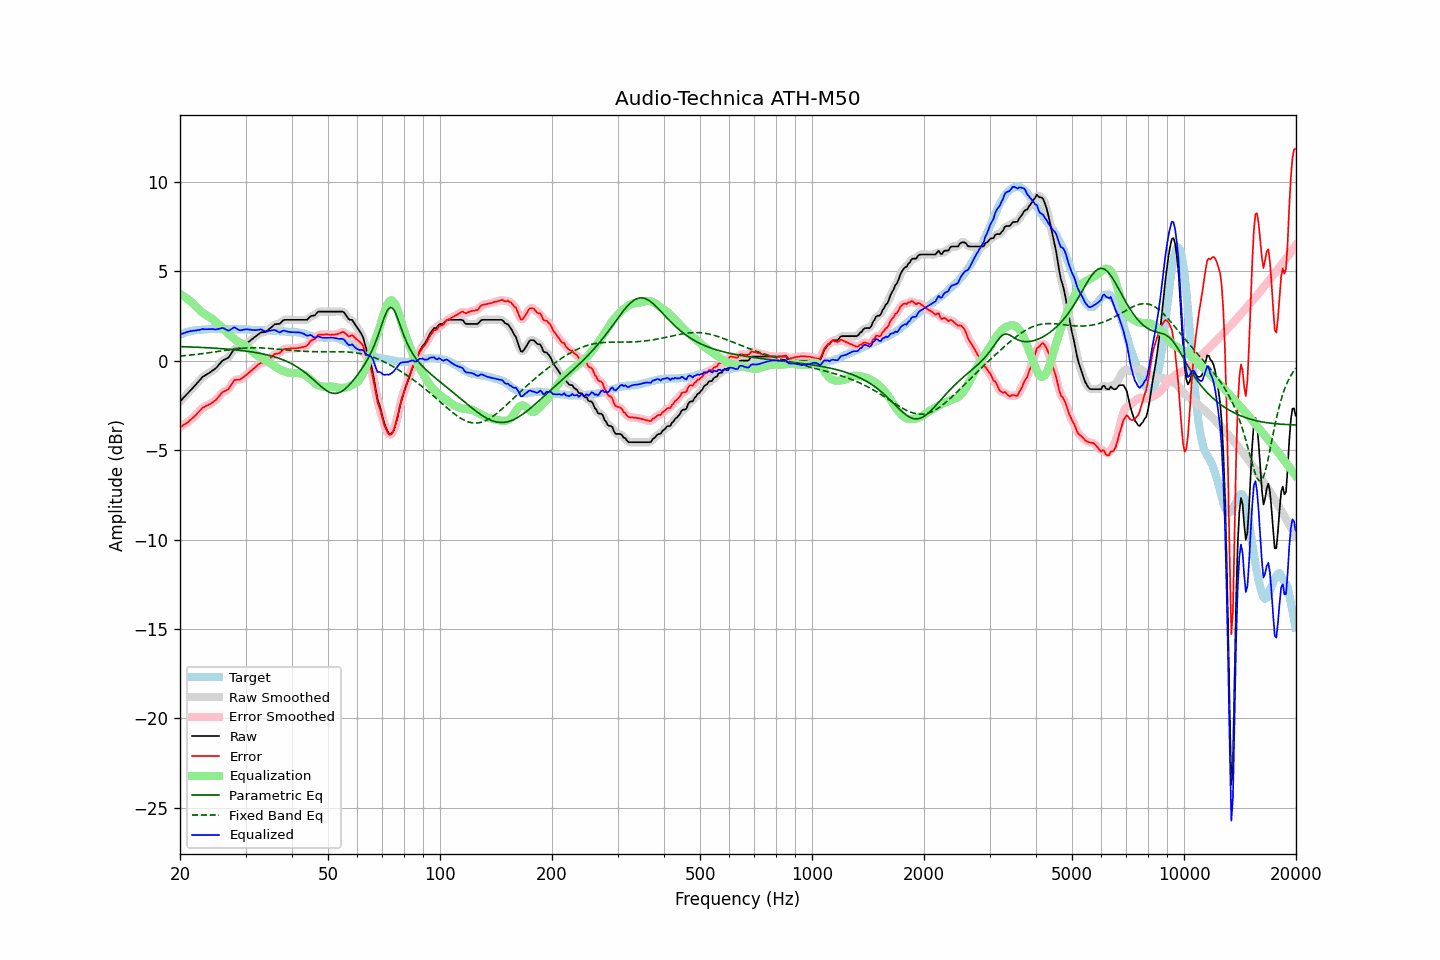 Audio-Technica ATH-M50
Amplitude (dBr)
10
5
0
−5
−10
−15
−20
−25
Target
Raw Smoothed
Error Smoothed
Raw
Error
Equalization
Parametric Eq
Fixed Band Eq
Equalized
20 50 100 200 500 1000 2000 5000 10000 20000
Frequency (Hz)